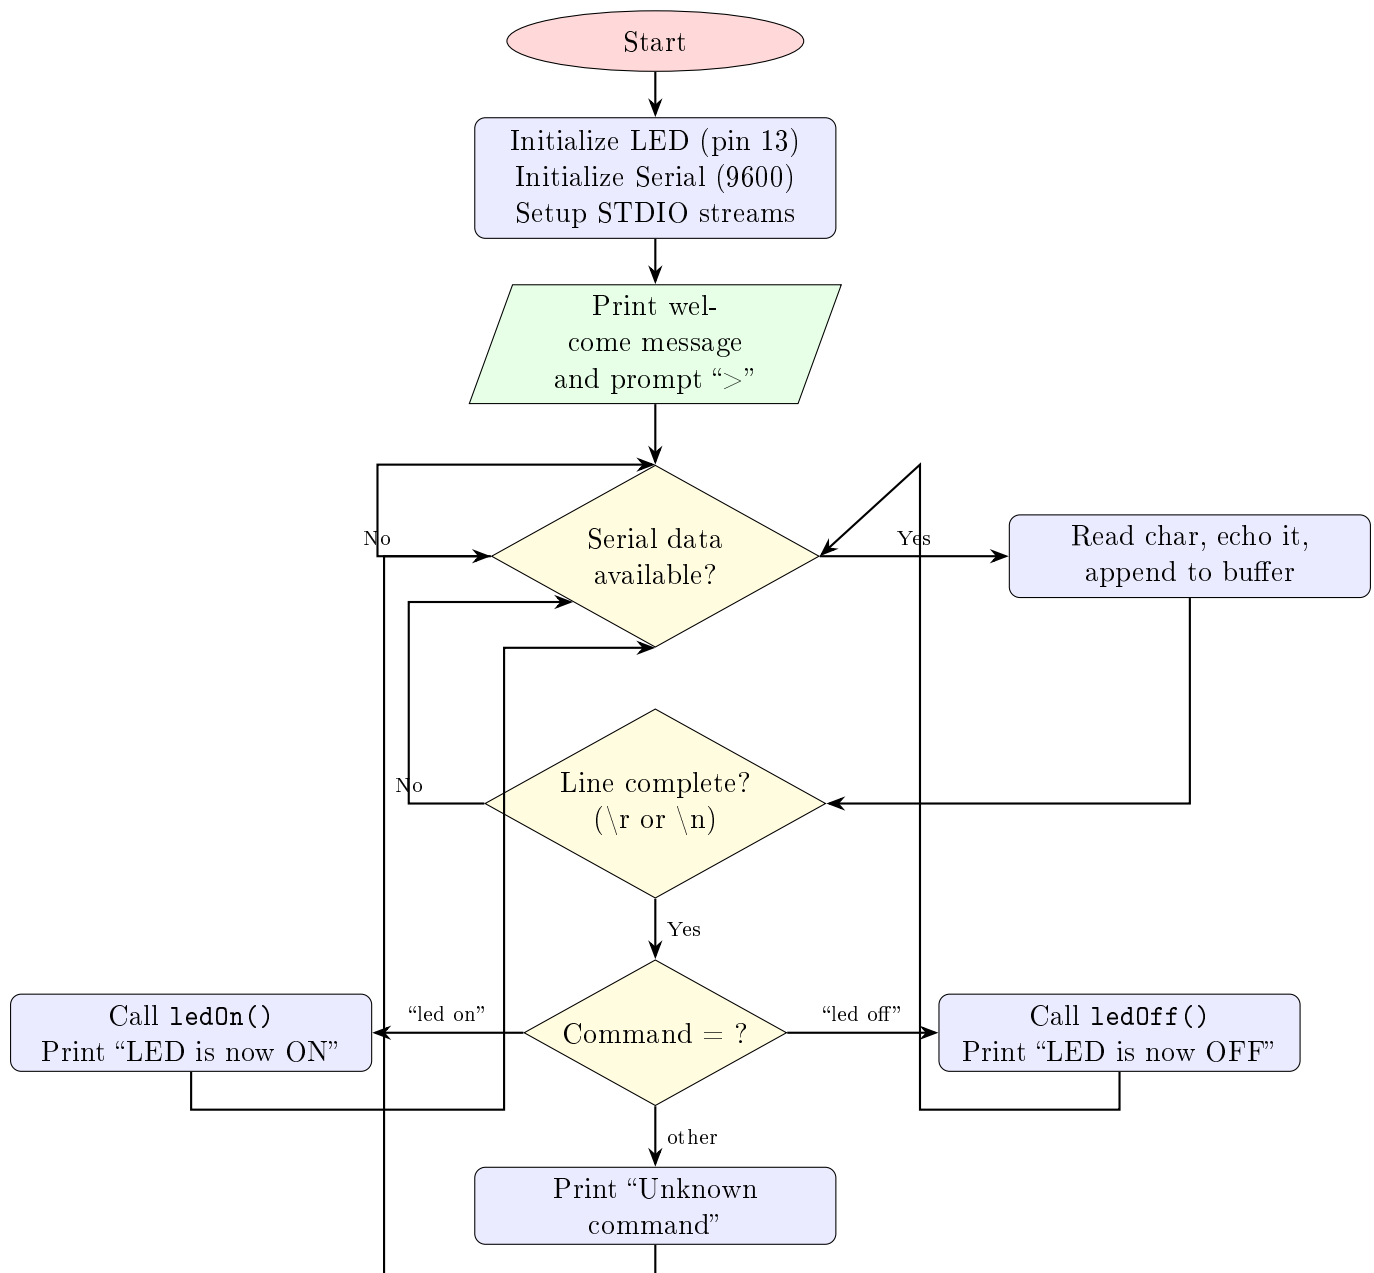 Start
Initialize LED (pin 13)
Initialize Serial (9600)
Setup STDIO streams
Print wel-
come message
and prompt “>”
No
Serial data
available?
Yes
Read char, echo it,
append to buffer
No
Line complete?
(\r or \n)
Yes
Call ledOn()
Print “LED is now ON”
“led on”
Command = ?
“led off”
Call ledOff()
Print “LED is now OFF”
other
Print “Unknown
command”